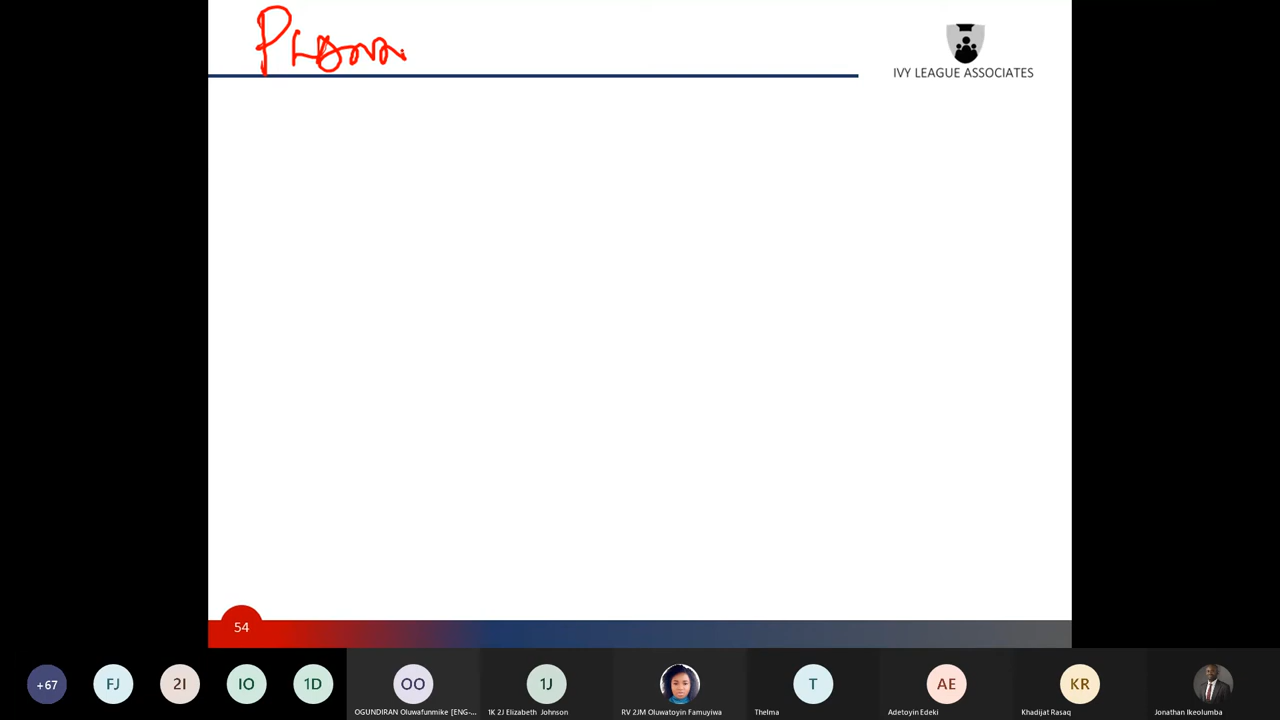 IVY LEAGUE ASSOCIATES
54
+67
FJ
2I
IO
1D
OO
1J
T
AE
KR
OGUNDIRAN Oluwafunmike [ENG-...
1K 2J Elizabeth Johnson
RV 2JM Oluwatoyin Famuyiwa
Thelma
Adetoyin Edeki
Khadijat Rasaq
Jonathan Ikeolumba